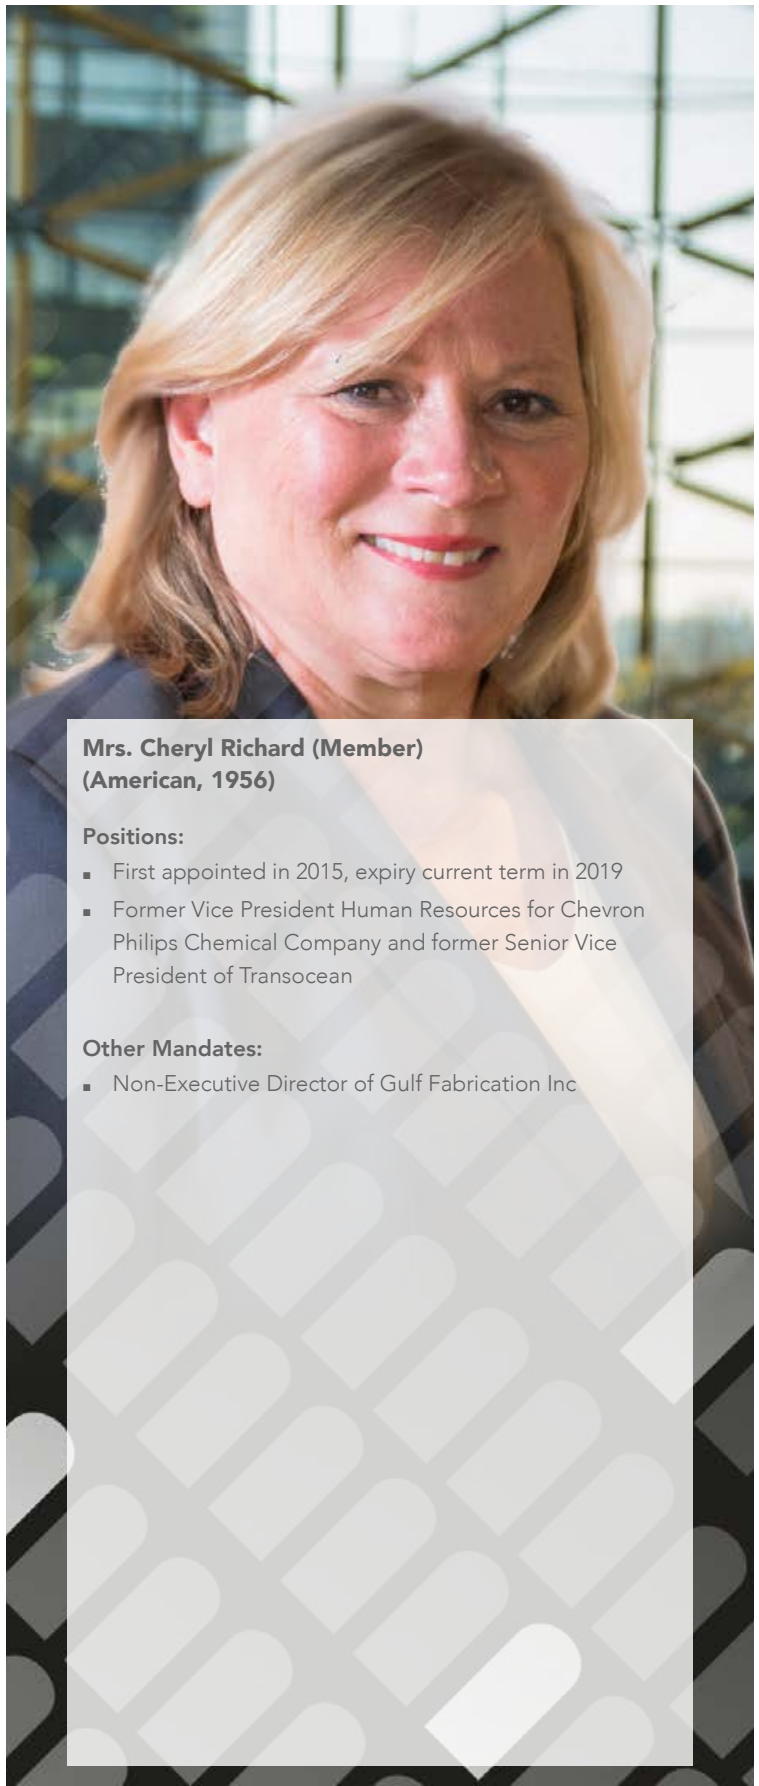 Mrs. Cheryl Richard (Member)
(American, 1956)
Positions:
▪ First appointed in 2015, expiry current term in 2019
▪ Former Vice President Human Resources for Chevron
Philips Chemical Company and former Senior Vice
President of Transocean
Other Mandates:
▪ Non-Executive Director of Gulf Fabrication Inc